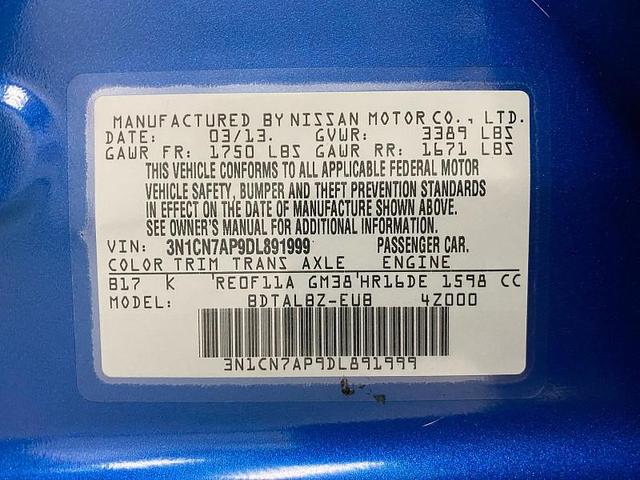 MANUFACTURED BY NISSAN MOTOR CO., LTD.
DATE: 03/13. GVWR: 3389 LBS
GAWR FR: 1750 LBS GAWR RR: 1671 LBS
THIS VEHICLE CONFORMS TO ALL APPLICABLE FEDERAL MOTOR
VEHICLE SAFETY, BUMPER AND THEFT PREVENTION STANDARDS
IN EFFECT ON THE DATE OF MANUFACTURE SHOWN ABOVE.
SEE OWNER'S MANUAL FOR ADDITIONAL INFORMATION.
VIN: 3N1CN7AP9DL891999 PASSENGER CAR.
COLOR TRIM TRANS AXLE ENGINE
B17 K RE0F11A GM38 HR16DE 1598 CC
MODEL: BDTALBZ-EUB 4Z000
3N1CN7AP9DL891999